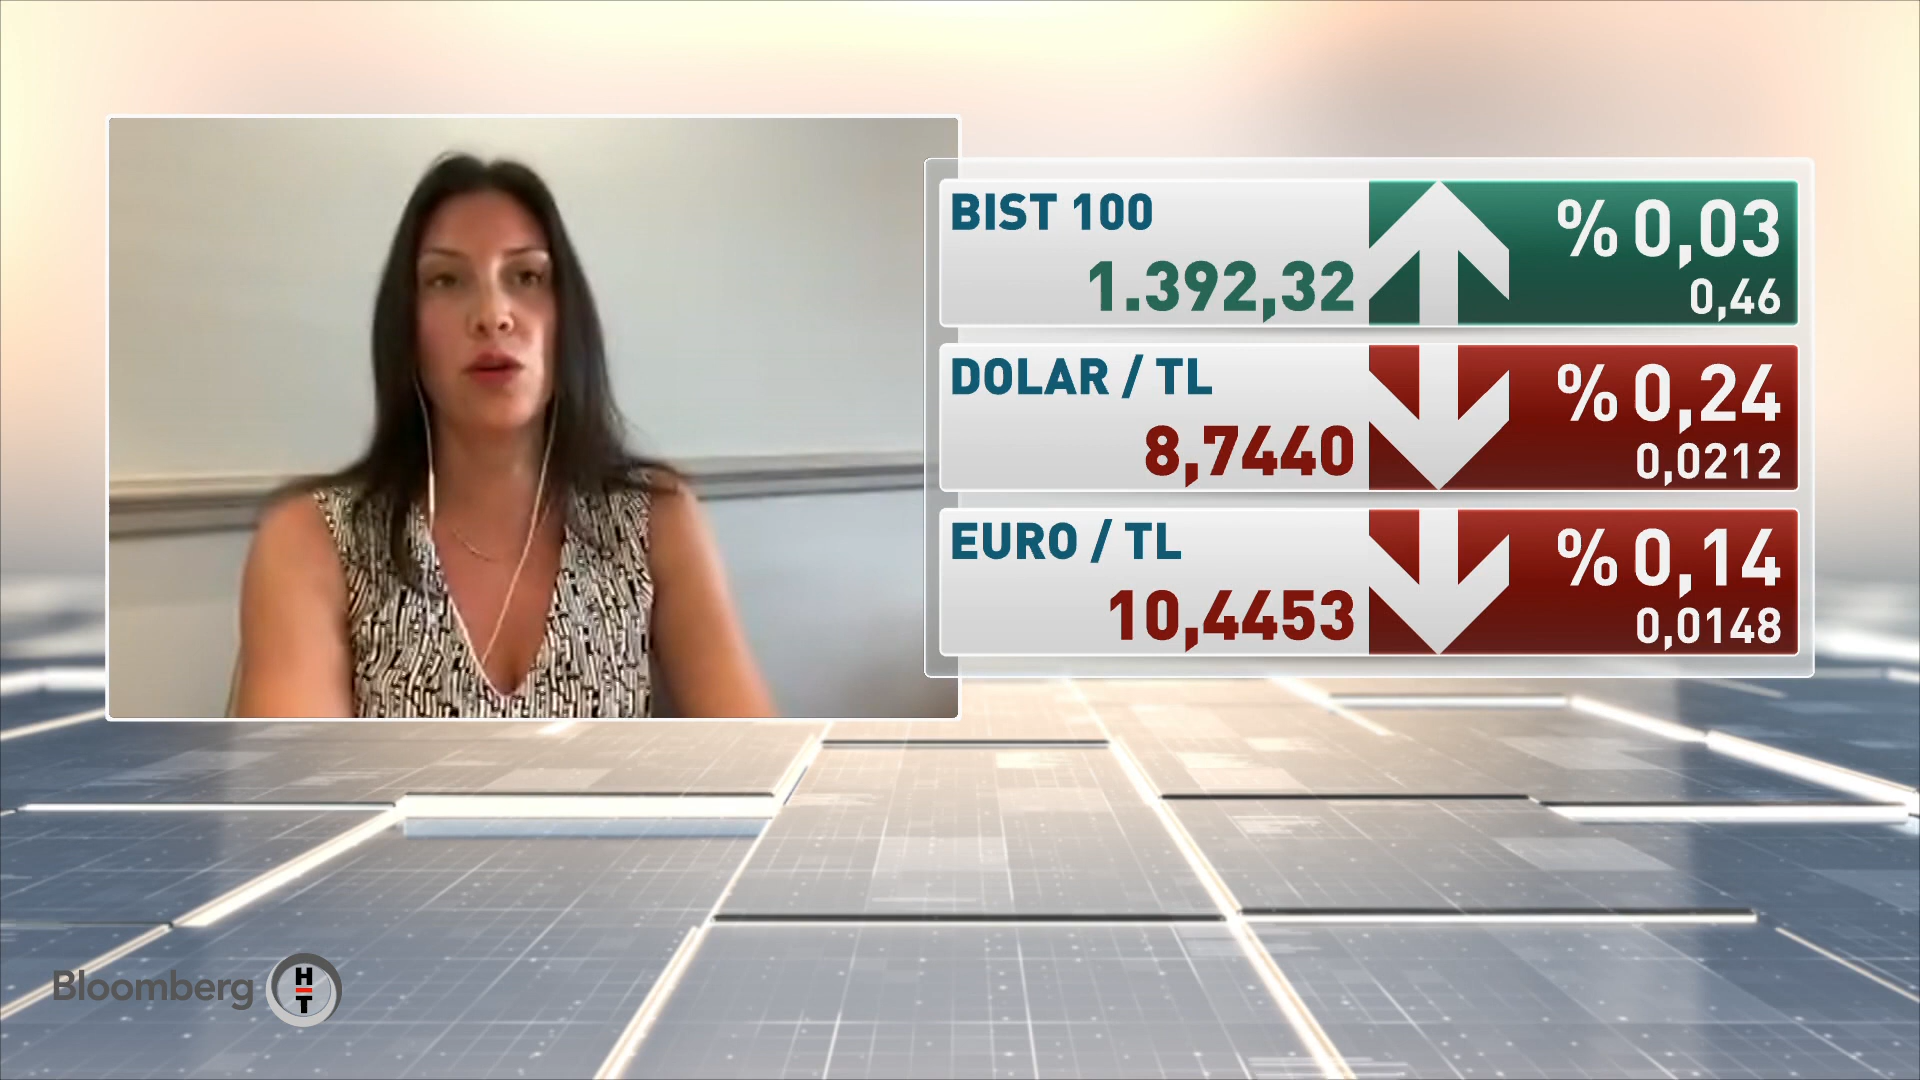 BIST 100
1.392,32
% 0,03
0,46
DOLAR / TL
8,7440
% 0,24
0,0212
EURO / TL
10,4453
% 0,14
0,0148
Bloomberg HT